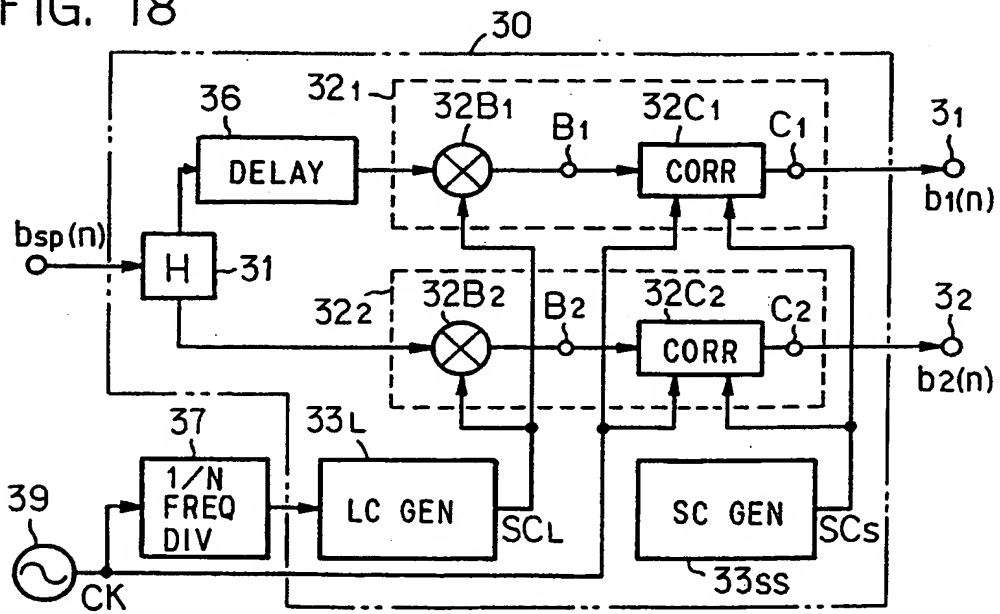 FIG. 18
30
36
DELAY
321
32B1
B1
32C1
CORR
C1
31
b1(n)
bsp(n)
H
31
322
32B2
B2
32C2
CORR
C2
32
b2(n)
39
CK
37
1/N
FREQ
DIV
33L
LC GEN
SCL
SC GEN
SCS
33SS